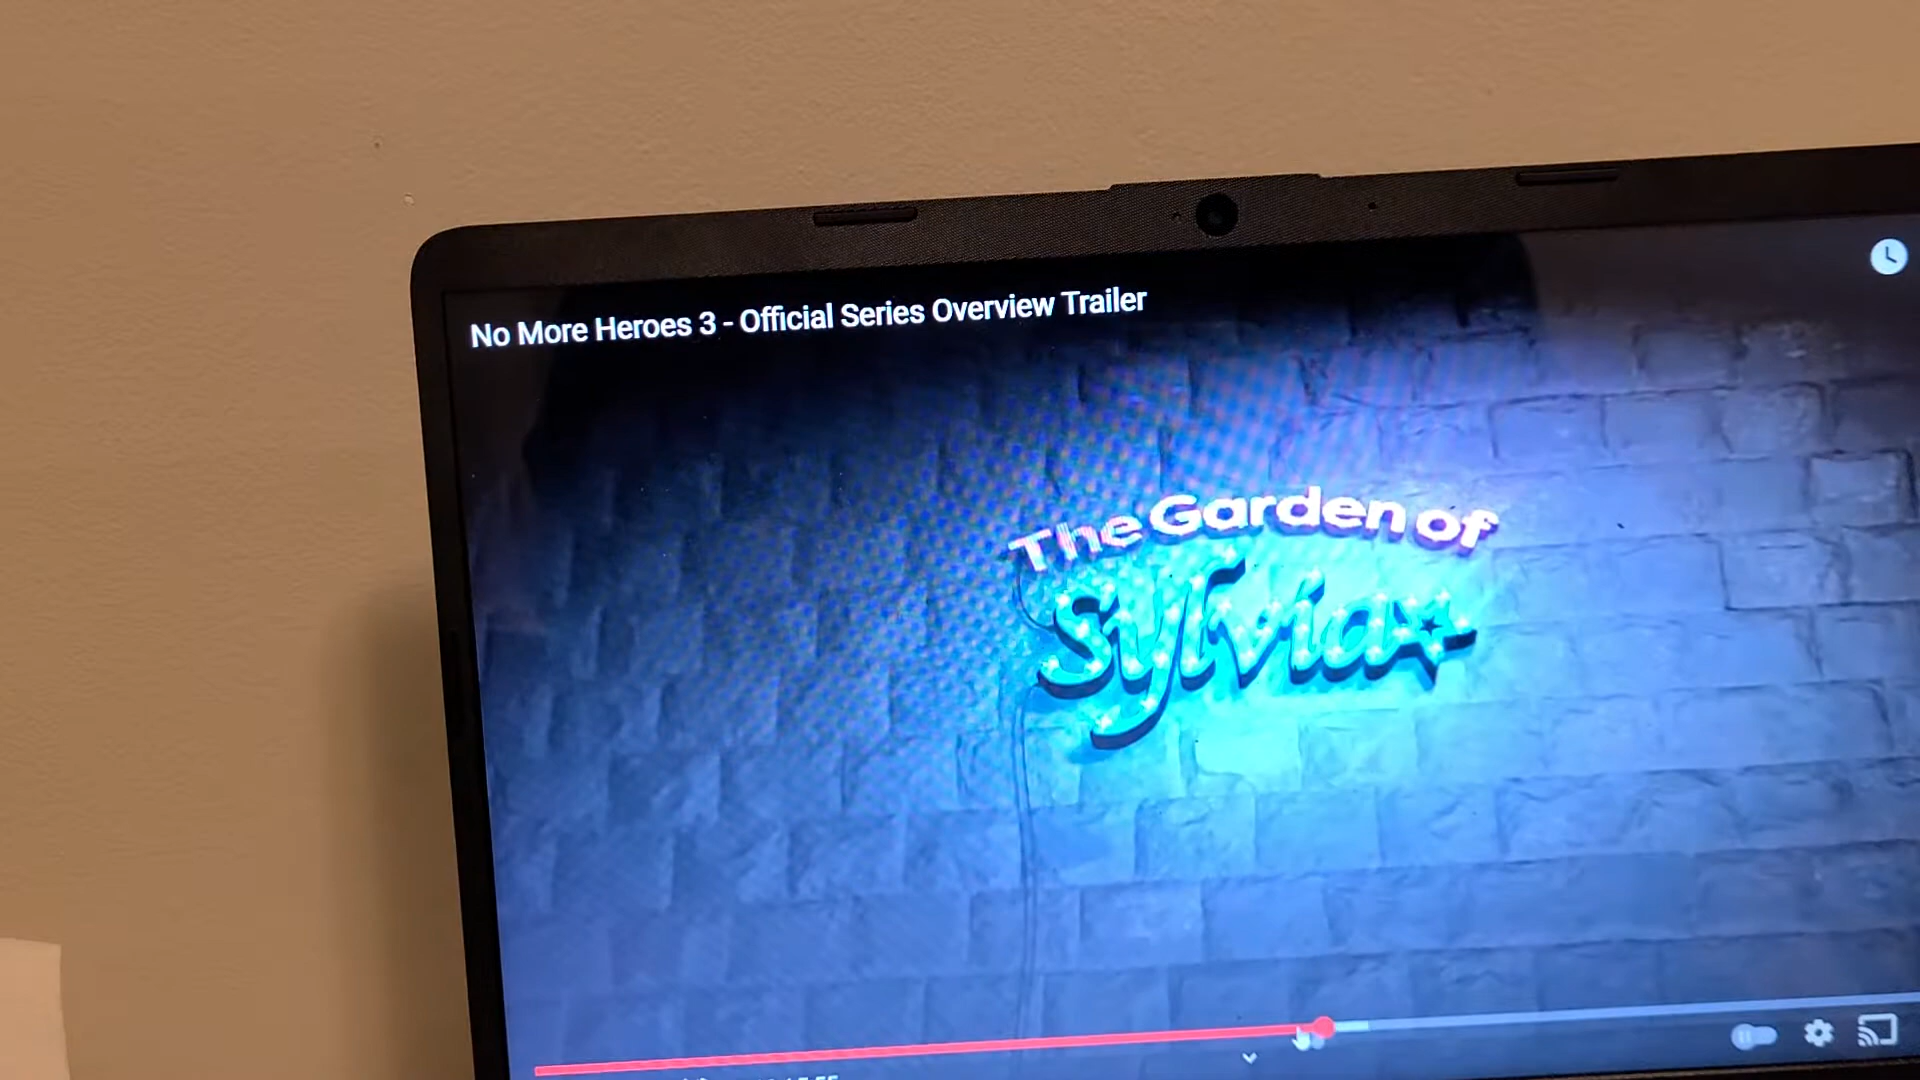 No More Heroes 3 - Official Series Overview Trailer
The Garden of
Sylvia